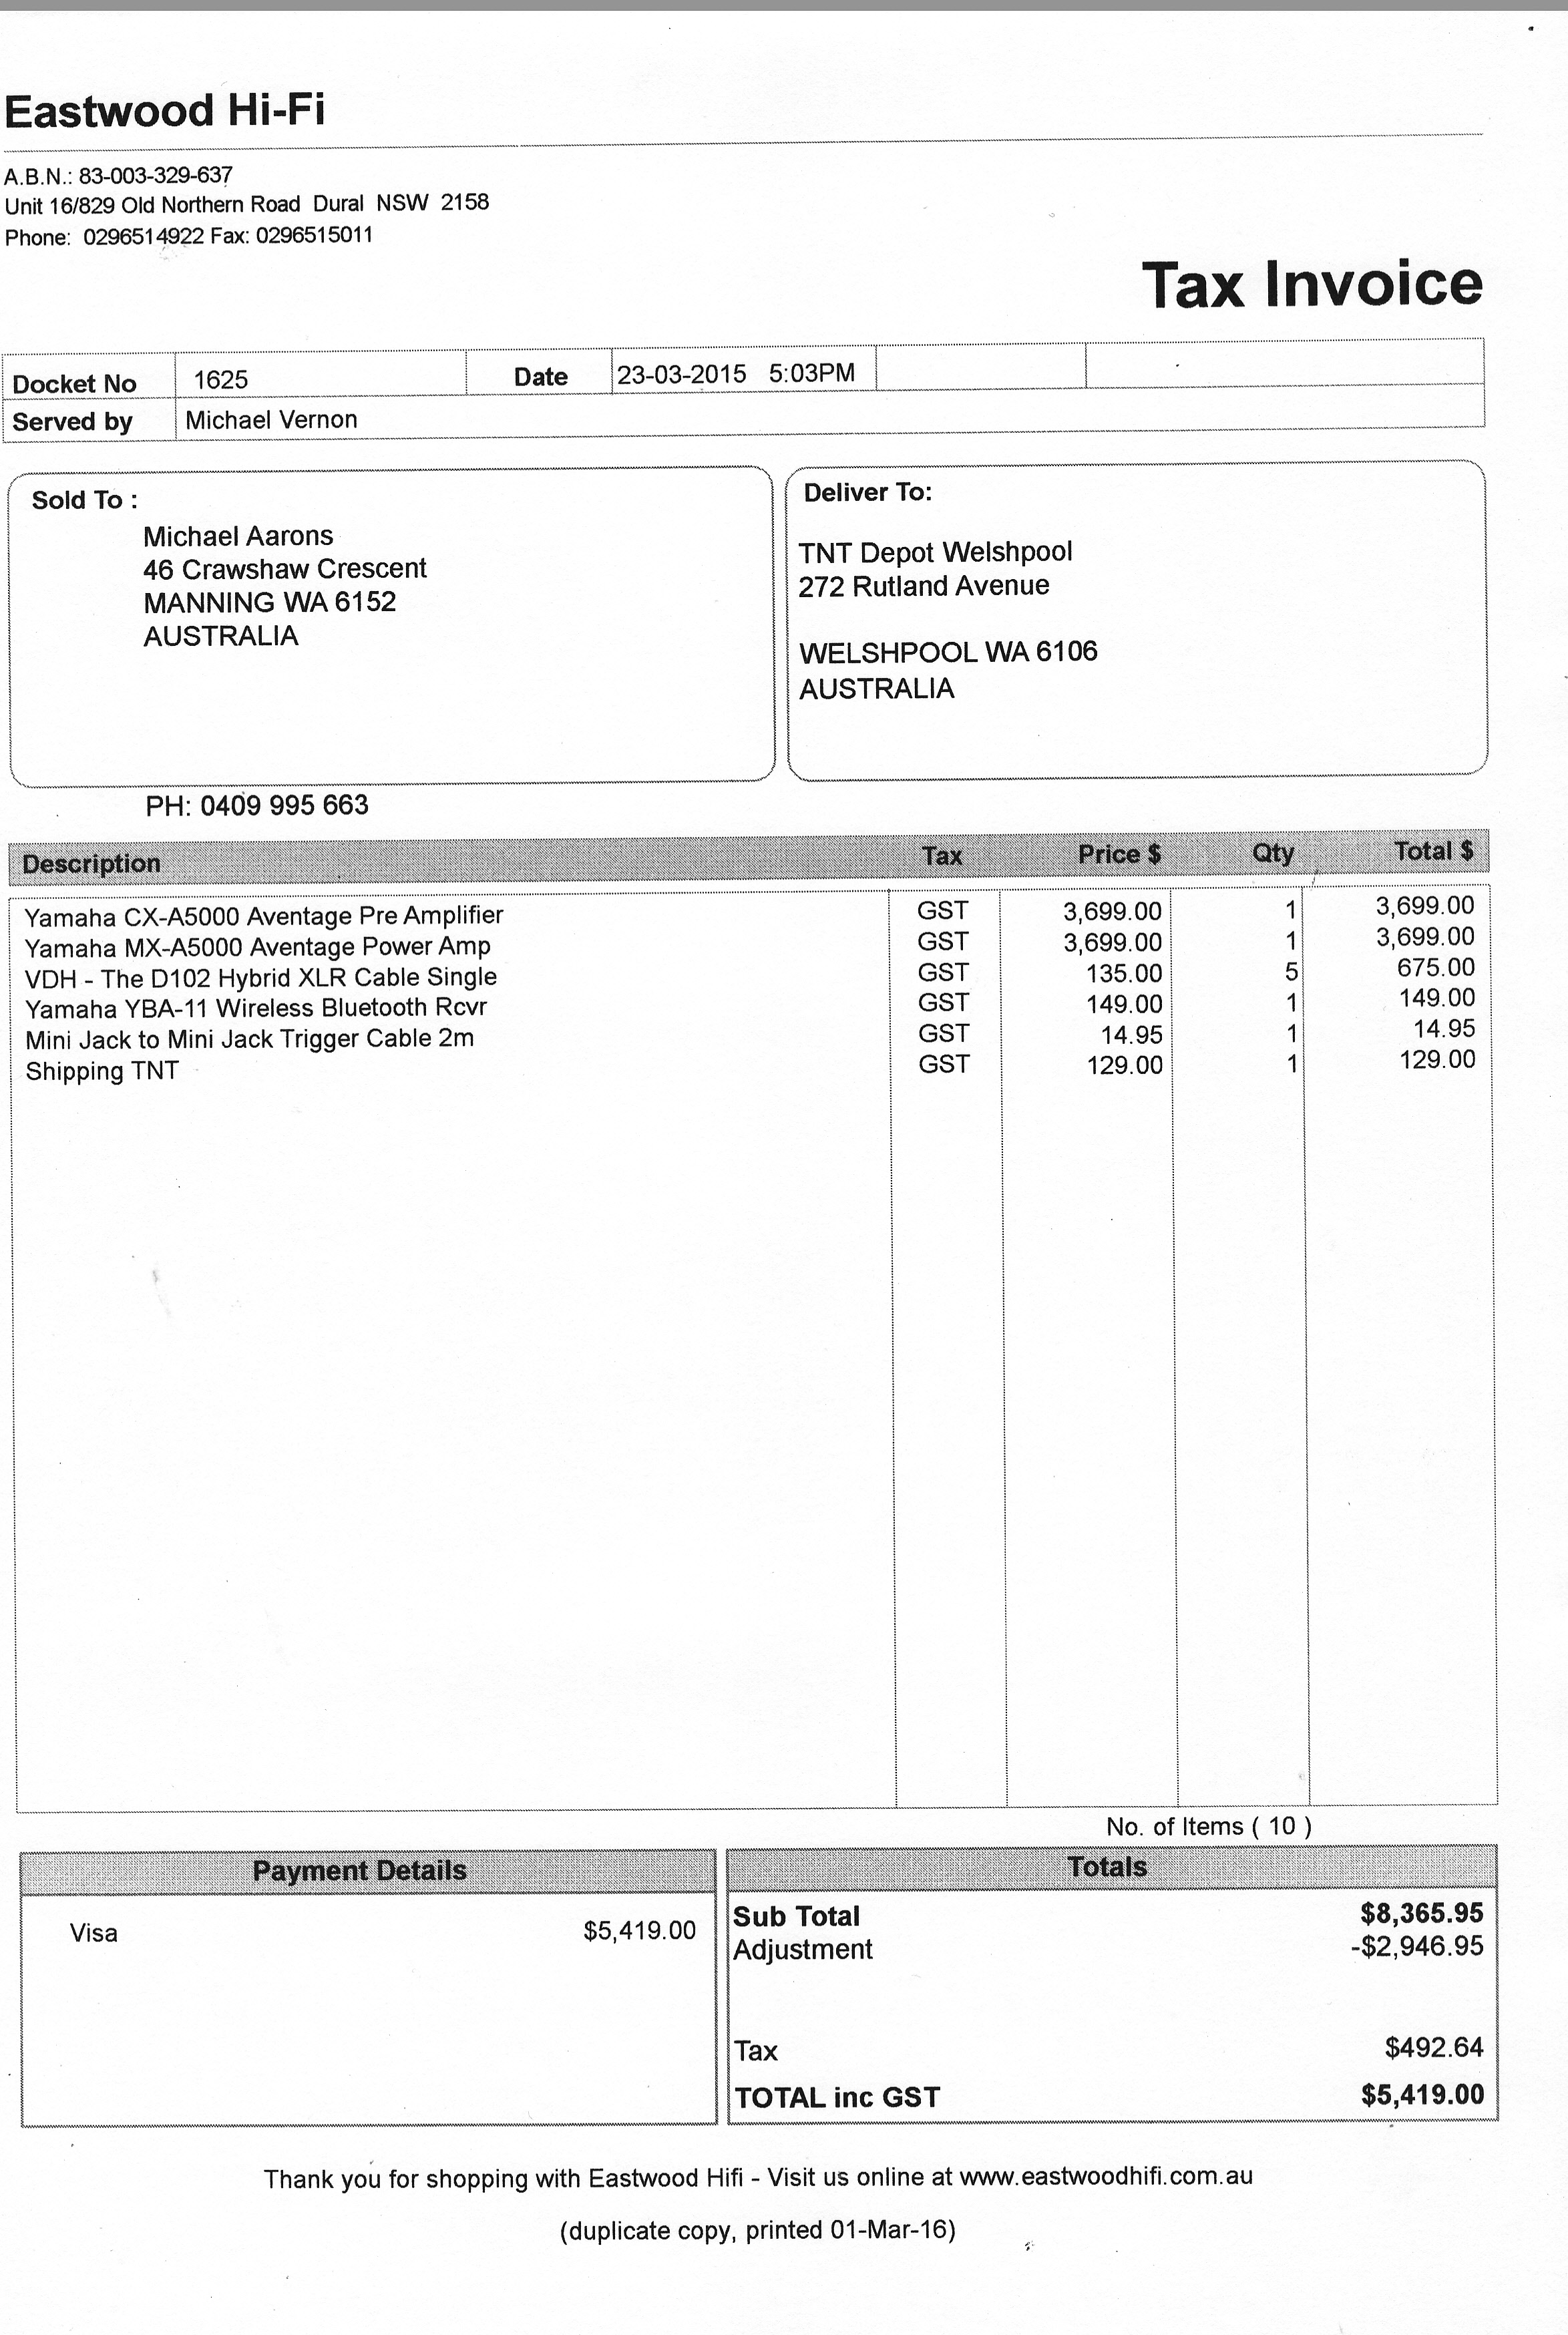 Eastwood Hi-Fi
A.B.N.: 83-003-329-637
Unit 16/829 Old Northern Road Dural NSW 2158
Phone: 0296514922 Fax: 0296515011
Tax Invoice
Docket No 1625 Date 23-03-2015 5:03PM
Served by Michael Vernon
Sold To :
Michael Aarons
46 Crawshaw Crescent
MANNING WA 6152
AUSTRALIA
Deliver To:
TNT Depot Welshpool
272 Rutland Avenue
WELSHPOOL WA 6106
AUSTRALIA
PH: 0409 995 663
Description Tax Price $ Qty Total $
Yamaha CX-A5000 Aventage Pre Amplifier GST 3,699.00 1 3,699.00
Yamaha MX-A5000 Aventage Power Amp GST 3,699.00 1 3,699.00
VDH - The D102 Hybrid XLR Cable Single GST 135.00 5 675.00
Yamaha YBA-11 Wireless Bluetooth Rcvr GST 149.00 1 149.00
Mini Jack to Mini Jack Trigger Cable 2m GST 14.95 1 14.95
Shipping TNT GST 129.00 1 129.00
No. of Items ( 10 )
Payment Details
Visa $5,419.00
Totals
Sub Total $8,365.95
Adjustment -$2,946.95
Tax $492.64
TOTAL inc GST $5,419.00
Thank you for shopping with Eastwood Hifi - Visit us online at www.eastwoodhifi.com.au
(duplicate copy, printed 01-Mar-16)